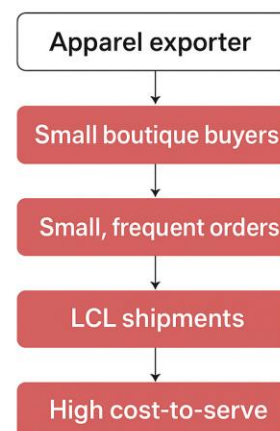 Apparel exporter
Small boutique buyers
Small, frequent orders
LCL shipments
High cost-to-serve